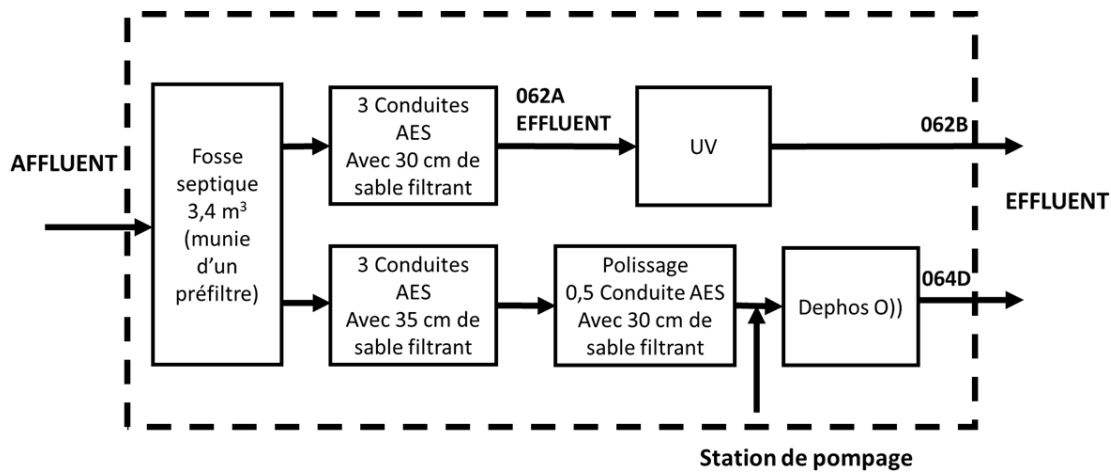 AFFLUENT
Fosse
septique
3,4 m³
(munie
d'un
préfiltre)
3 Conduites
AES
Avec 30 cm de
sable filtrant
062A
EFFLUENT
UV
062B
3 Conduites
AES
Avec 35 cm de
sable filtrant
Polissage
0,5 Conduite AES
Avec 30 cm de
sable filtrant
Dephos O))
064D
EFFLUENT
Station de pompage